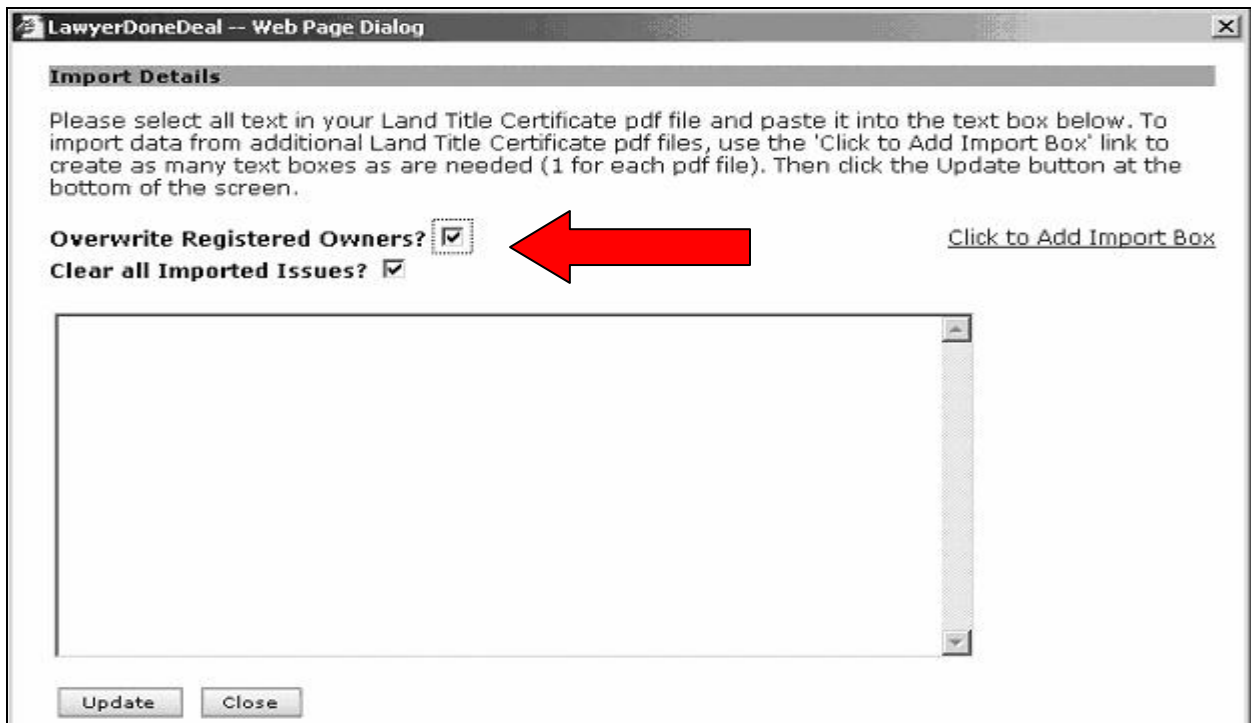 LawyerDoneDeal -- Web Page Dialog
Import Details
Please select all text in your Land Title Certificate pdf file and paste it into the text box below. To
import data from additional Land Title Certificate pdf files, use the 'Click to Add Import Box' link to
create as many text boxes as are needed (1 for each pdf file). Then click the Update button at the
bottom of the screen.
Overwrite Registered Owners?
Click to Add Import Box
Clear all Imported Issues?
Update
Close